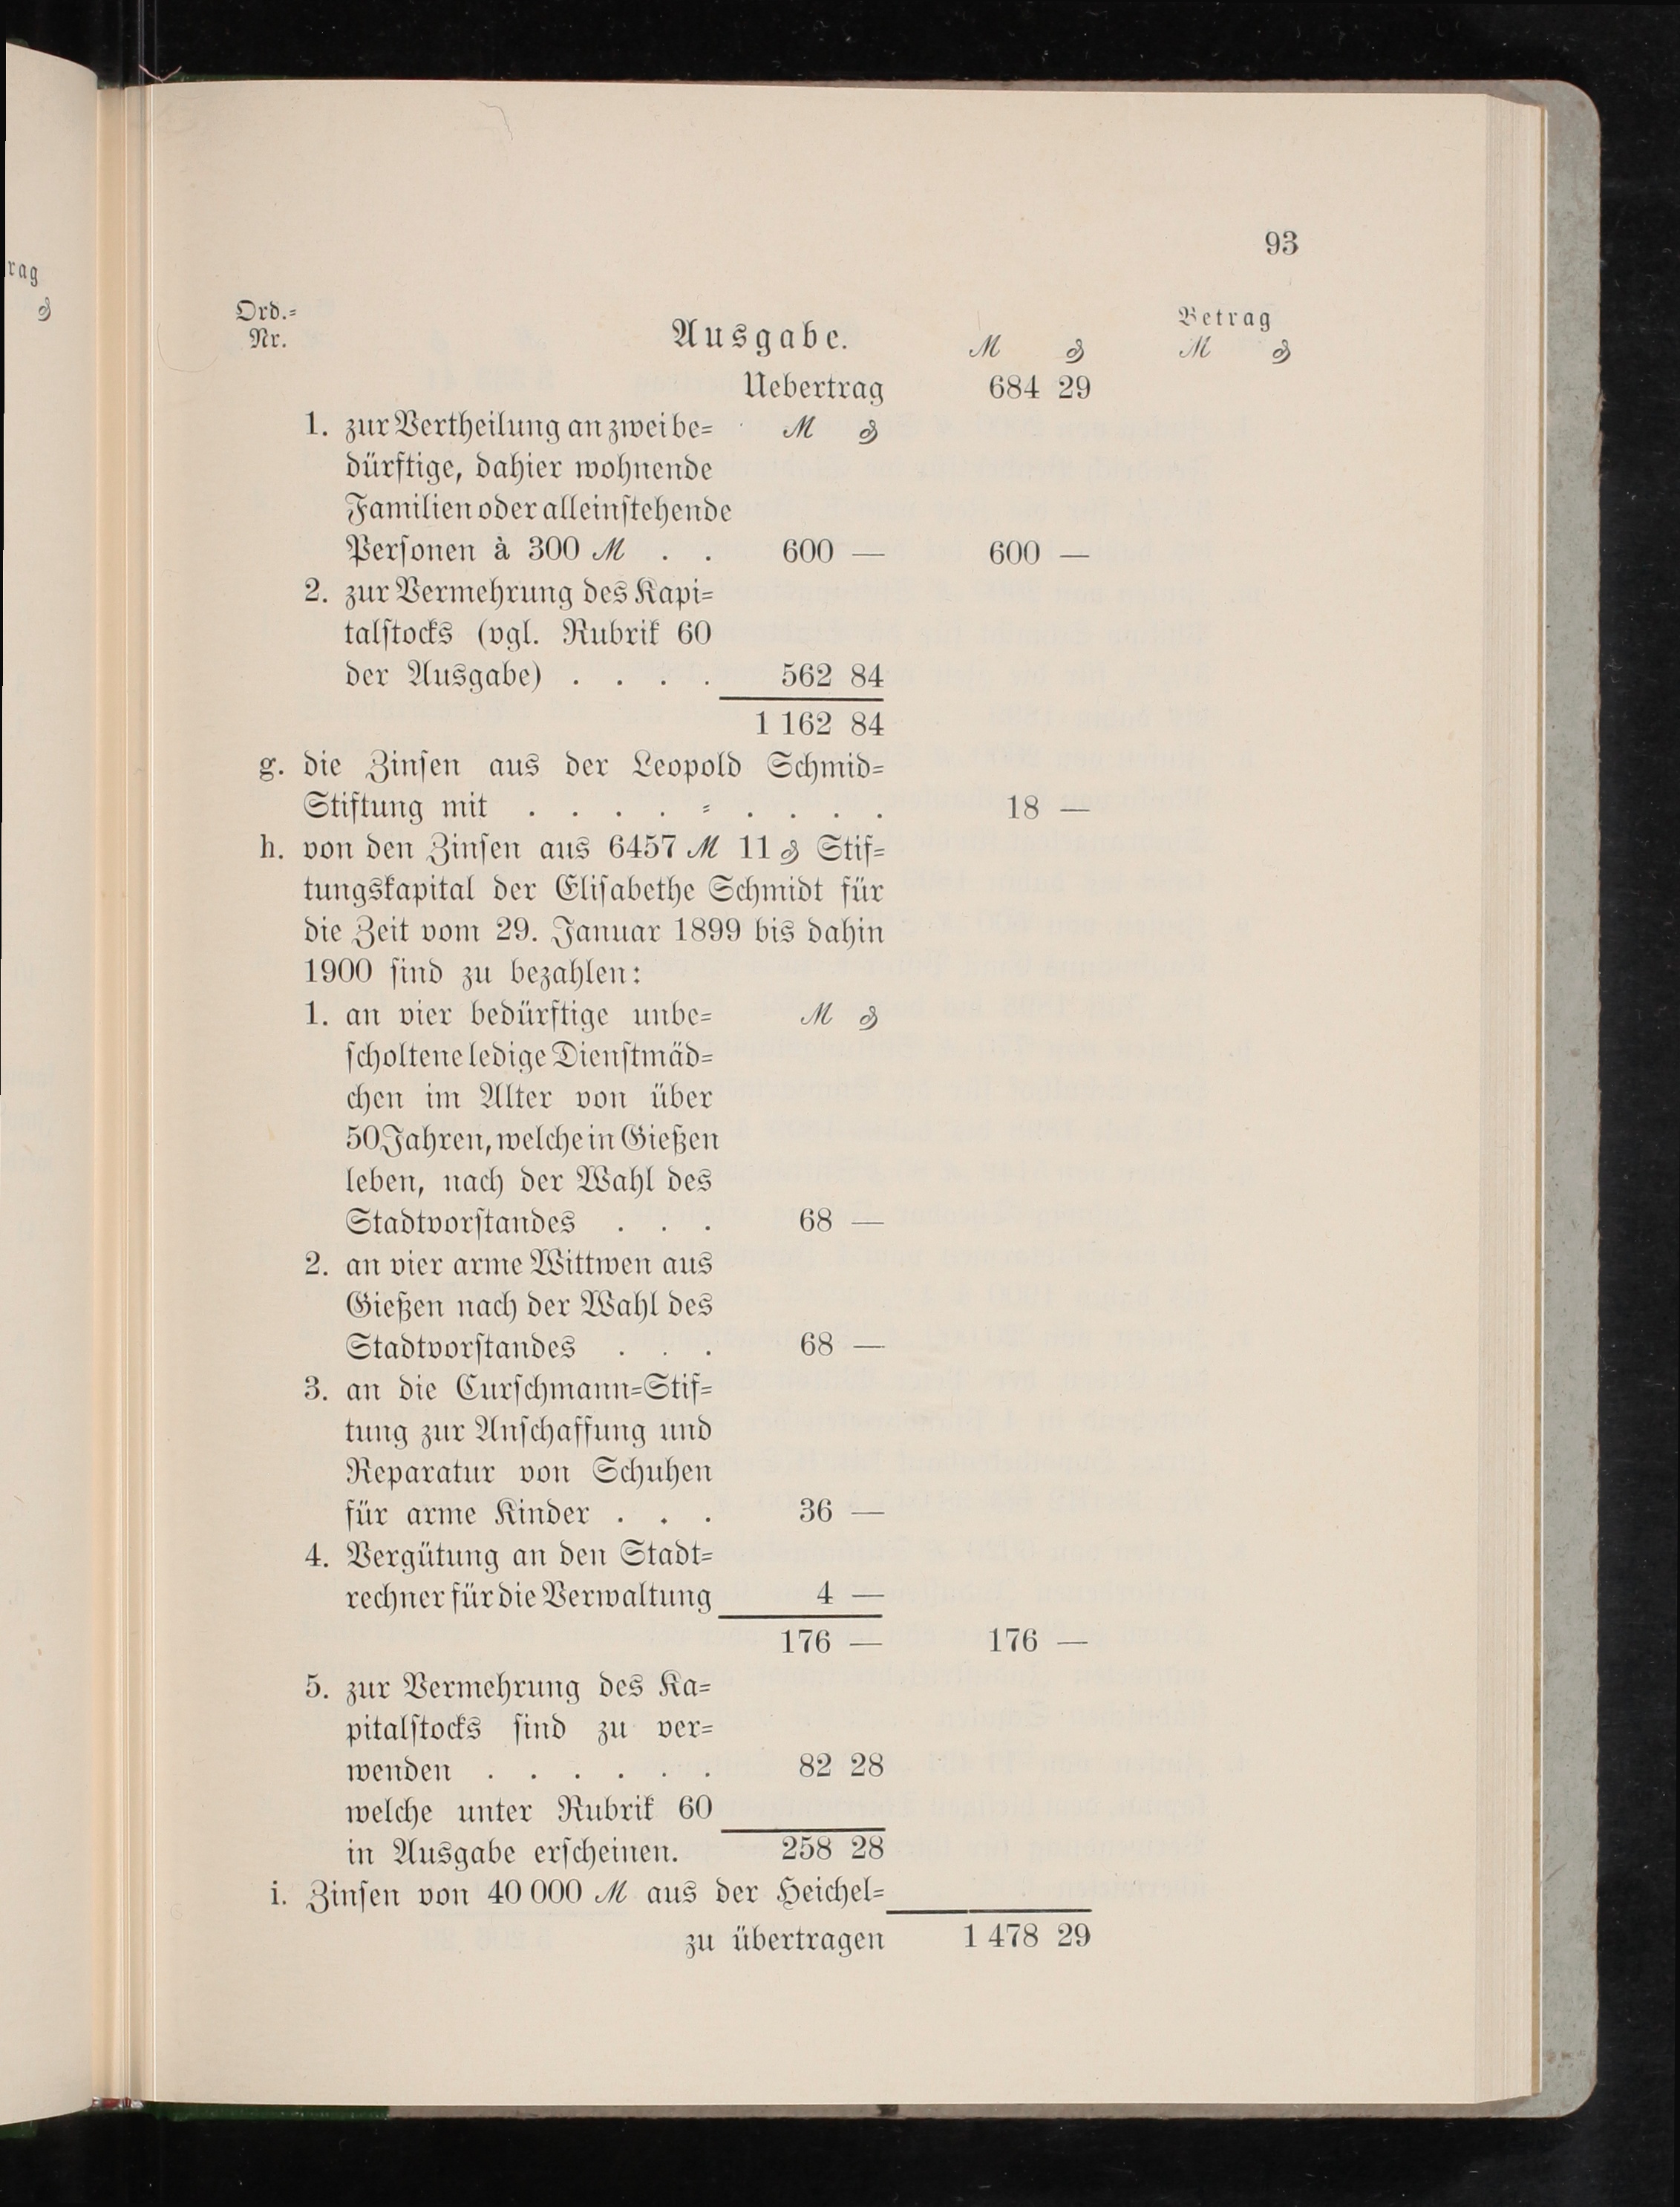 rag
₰
93
Ord.=
Nr.
Ausgabe.
Betrag
ℳ ₰ ℳ ₰
Uebertrag 684 29
1. zur Vertheilung an zwei be= ℳ ₰
dürftige, dahier wohnende
Familien oder alleinstehende
Personen à 300 ℳ . . 600 — 600 —
2. zur Vermehrung des Kapi=
talstocks (vgl. Rubrik 60
der Ausgabe) . . . . 562 84
1 162 84
g. die Zinsen aus der Leopold Schmid=
Stiftung mit . . . . = . . . . 18 —
h. von den Zinsen aus 6457 ℳ 11 ₰ Stif=
tungskapital der Elisabethe Schmidt für
die Zeit vom 29. Januar 1899 bis dahin
1900 sind zu bezahlen:
1. an vier bedürftige unbe= ℳ ₰
scholtene ledige Dienstmäd=
chen im Alter von über
50 Jahren, welche in Gießen
leben, nach der Wahl des
Stadtvorstandes . . . 68 —
2. an vier arme Wittwen aus
Gießen nach der Wahl des
Stadtvorstandes . . . 68 —
3. an die Curschmann=Stif=
tung zur Anschaffung und
Reparatur von Schuhen
für arme Kinder . . . 36 —
4. Vergütung an den Stadt=
rechner für die Verwaltung 4 —
176 — 176 —
5. zur Vermehrung des Ka=
pitalstocks sind zu ver=
wenden . . . . . . 82 28
welche unter Rubrik 60
in Ausgabe erscheinen. 258 28
i. Zinsen von 40 000 ℳ aus der Heichel=
zu übertragen 1 478 29